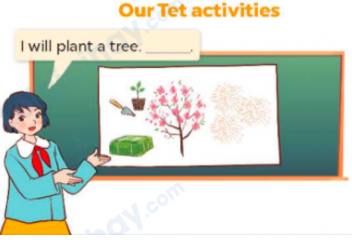 Our Tet activities
I will plant a tree. ______.